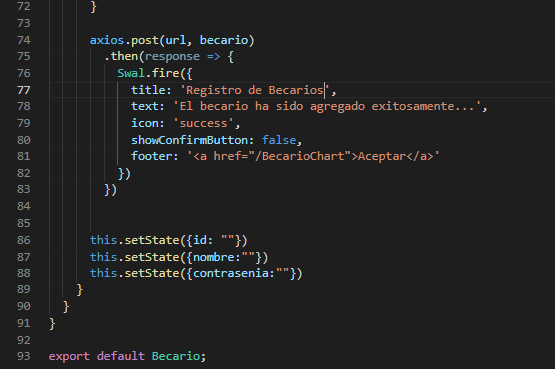 72 }
73
74 axios.post(url, becario)
75 .then(response => {
76 Swal.fire({
77 title: 'Registro de Becarios',
78 text: 'El becario ha sido agregado exitosamente...',
79 icon: 'success',
80 showConfirmButton: false,
81 footer: '<a href="/BecarioChart">Aceptar</a>'
82 })
83 })
84
85
86 this.setState({id: ""})
87 this.setState({nombre:""})
88 this.setState({contrasenia:""})
89 }
90 }
91 }
92
93 export default Becario;